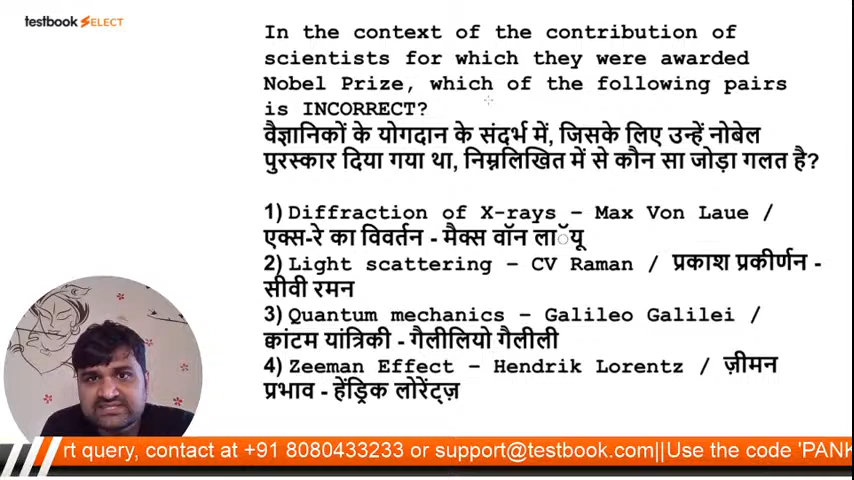 testbook SELECT
In the context of the contribution of
scientists for which they were awarded
Nobel Prize, which of the following pairs
is INCORRECT?
वैज्ञानिकों के योगदान के संदर्भ में, जिसके लिए उन्हें नोबेल
पुरस्कार दिया गया था, निम्नलिखित में से कौन सा जोड़ा गलत है?
1) Diffraction of X-rays – Max Von Laue /
एक्स-रे का विवर्तन - मैक्स वॉन लाॅयू
2) Light scattering – CV Raman / प्रकाश प्रकीर्णन -
सीवी रमन
3) Quantum mechanics – Galileo Galilei /
क्वांटम यांत्रिकी - गैलीलियो गैलीली
4) Zeeman Effect – Hendrik Lorentz / ज़ीमन
प्रभाव - हेंड्रिक लोरेंट्ज़
rt query, contact at +91 8080433233 or support@testbook.com||Use the code 'PANK